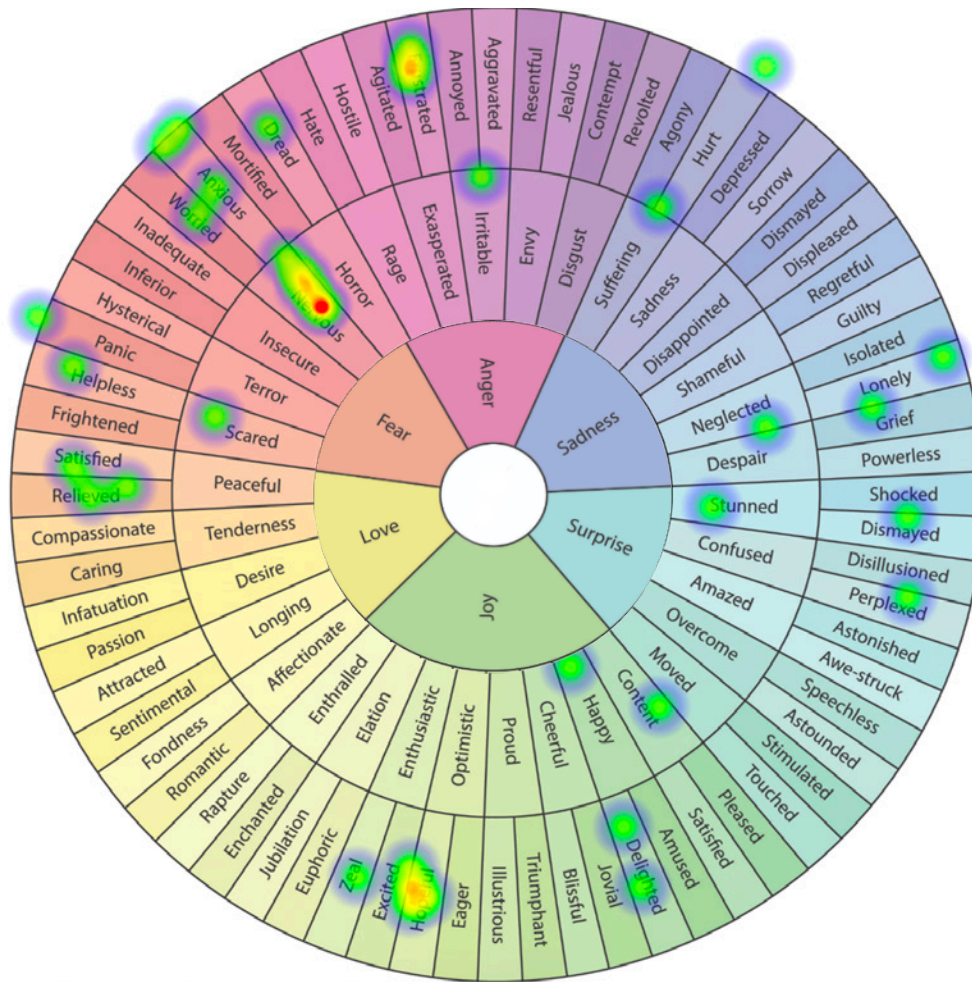 Anger
Sadness
Surprise
Joy
Love
Fear
Rage
Exasperated
Irritable
Envy
Disgust
Suffering
Sadness
Disappointed
Shameful
Neglected
Despair
Stunned
Confused
Amazed
Overcome
Moved
Content
Happy
Cheerful
Proud
Optimistic
Enthusiastic
Elation
Enthralled
Affectionate
Longing
Desire
Tenderness
Peaceful
Scared
Terror
Insecure
Nervous
Horror
Hate
Hostile
Agitated
Frustrated
Annoyed
Aggravated
Resentful
Jealous
Contempt
Revolted
Agony
Hurt
Depressed
Sorrow
Dismayed
Displeased
Regretful
Guilty
Isolated
Lonely
Grief
Powerless
Shocked
Dismayed
Disillusioned
Perplexed
Astonished
Awe-struck
Speechless
Astounded
Stimulated
Touched
Pleased
Satisfied
Amused
Delighted
Jovial
Blissful
Triumphant
Illustrious
Eager
Hopeful
Excited
Zeal
Euphoric
Jubilation
Enchanted
Rapture
Romantic
Fondness
Sentimental
Attracted
Passion
Infatuation
Caring
Compassionate
Relieved
Satisfied
Frightened
Helpless
Panic
Hysterical
Inferior
Inadequate
Worried
Anxious
Mortified
Dread